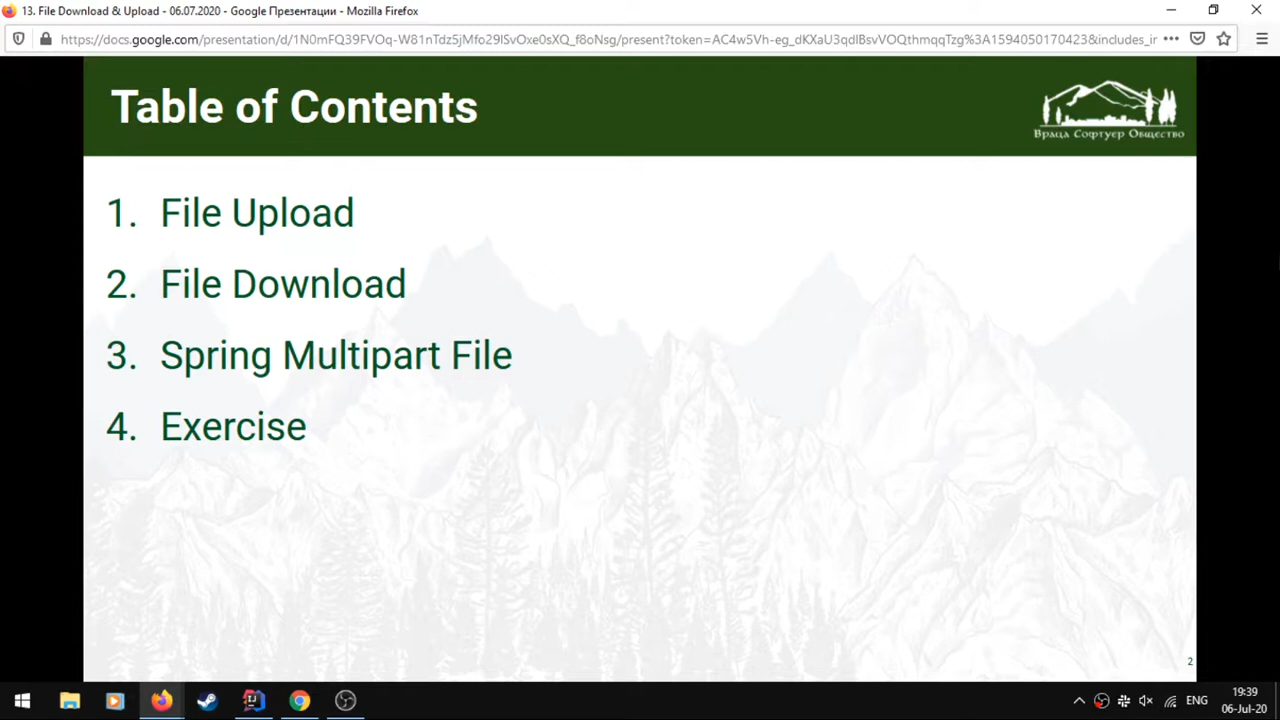 13. File Download & Upload - 06.07.2020 - Google Презентации - Mozilla Firefox
https://docs.google.com/presentation/d/1N0mFQ39FVOq-W81nTdz5jMfo29ISvOxe0sXQ_f8oNsg/present?token=AC4w5Vh-eg_dKXaU3qdIBsvVOQthmqqTzg%3A1594050170423&includes_ir
Table of Contents
Враца Софтуер Общество
1. File Upload
2. File Download
3. Spring Multipart File
4. Exercise
2
ENG
19:39
06-Jul-20